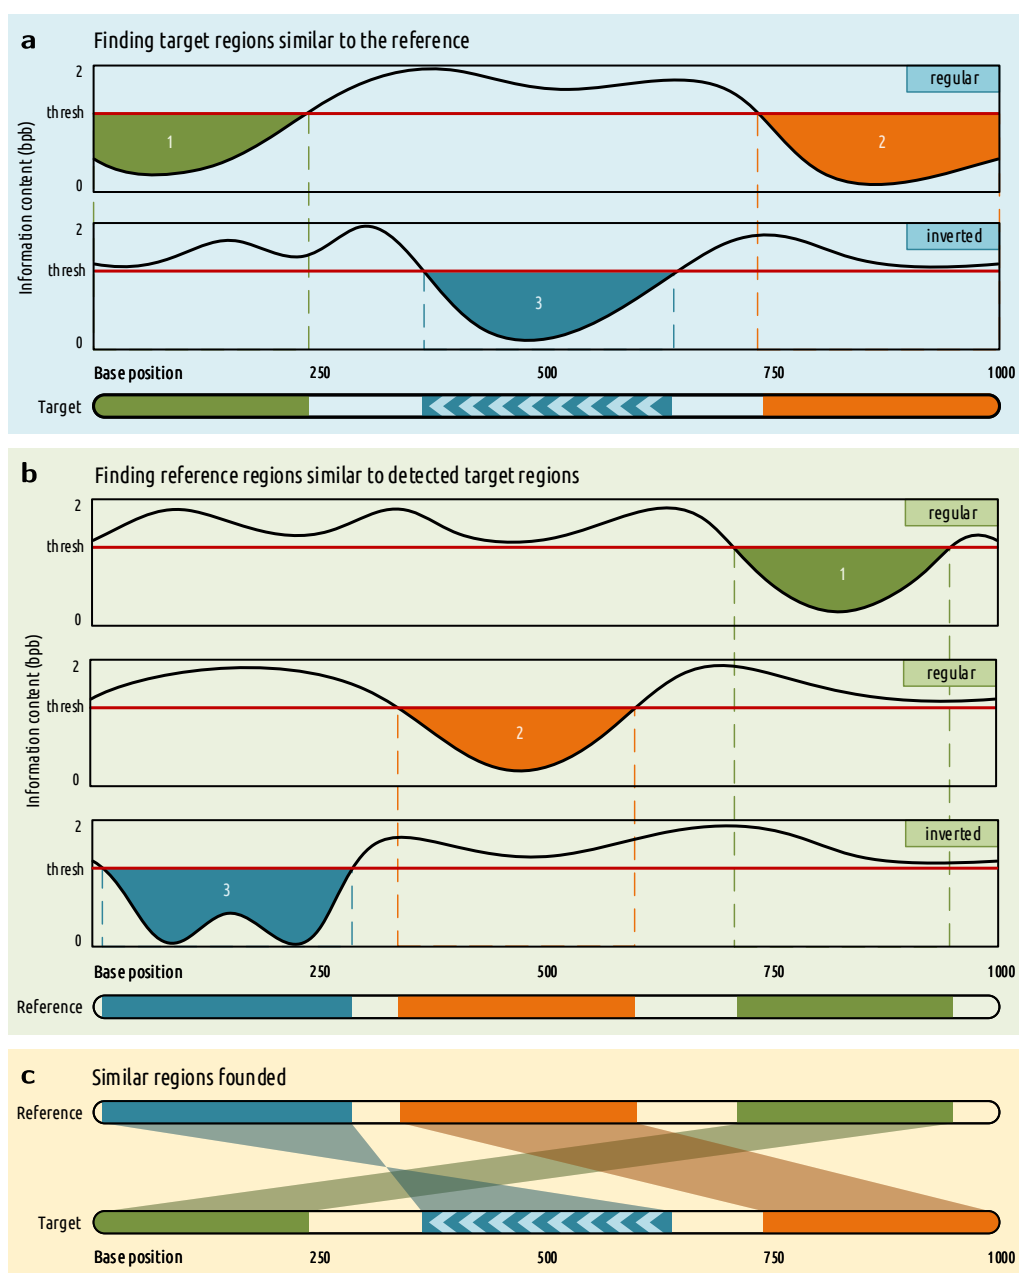 a
Finding target regions similar to the reference
2
regular
thresh
1
2
0
Information content (bpb)
2
inverted
thresh
3
0
Base position 250 500 750 1000
Target
b
Finding reference regions similar to detected target regions
2
regular
thresh
1
0
Information content (bpb)
2
regular
thresh
2
0
2
inverted
thresh
3
0
Base position 250 500 750 1000
Reference
c
Similar regions founded
Reference
Target
Base position 250 500 750 1000